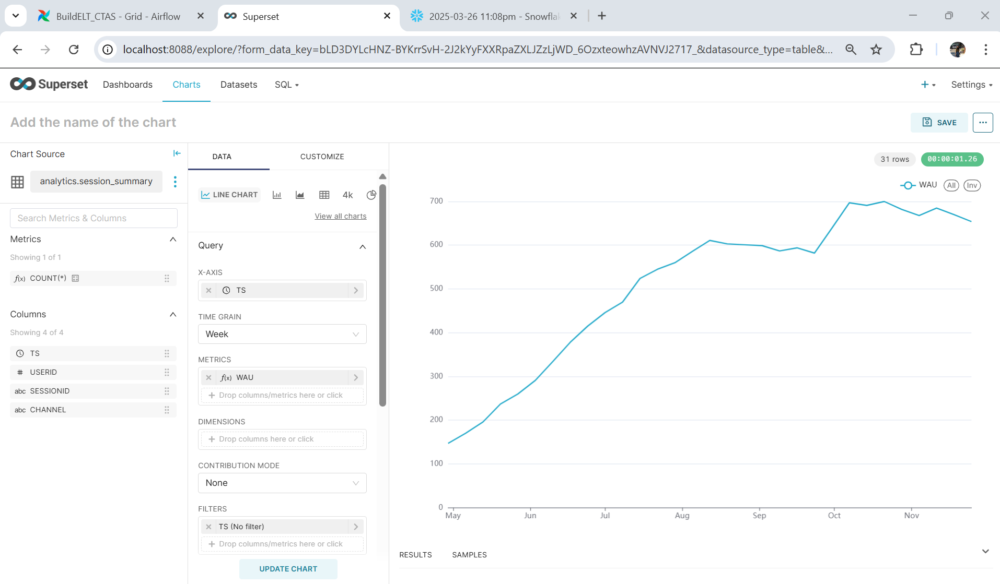 BuildELT_CTAS - Grid - Airflow
Superset
2025-03-26 11:08pm - Snowflak
localhost:8088/explore/?form_data_key=bLD3DYLcHNZ-BYKrrSvH-2J2kYyFXXRpaZXLJZzLjWD_6OzxteowhzAVNVJ2717_&datasource_type=table&...
Superset
Dashboards
Charts
Datasets
SQL
Settings
Add the name of the chart
SAVE
Chart Source
analytics.session_summary
Search Metrics & Columns
Metrics
Showing 1 of 1
f(x) COUNT(*)
Columns
Showing 4 of 4
TS
# USERID
abc SESSIONID
abc CHANNEL
DATA
CUSTOMIZE
LINE CHART
4k
View all charts
Query
X-AXIS
TS
TIME GRAIN
Week
METRICS
f(x) WAU
Drop columns/metrics here or click
DIMENSIONS
Drop columns here or click
CONTRIBUTION MODE
None
FILTERS
TS (No filter)
Drop columns/metrics here or click
UPDATE CHART
31 rows
00:00:01.26
WAU
All
Inv
700
600
500
400
300
200
100
0
May
Jun
Jul
Aug
Sep
Oct
Nov
RESULTS
SAMPLES